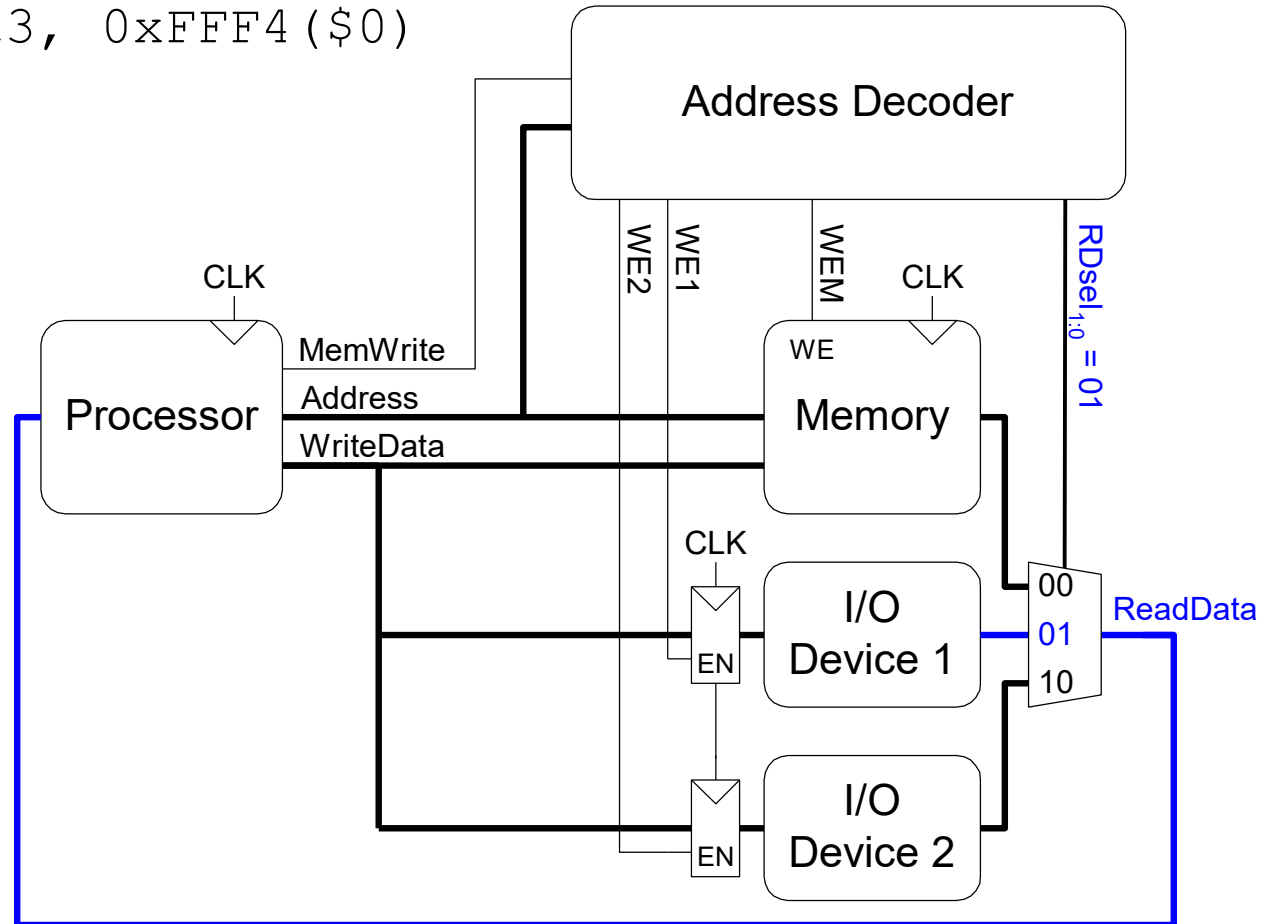 3, 0xFFF4($0)
Address Decoder
WE2
WE1
WEM
RDsel1:0 = 01
CLK
CLK
Processor
MemWrite
Address
WriteData
WE
Memory
CLK
EN
I/O
Device 1
00
01
10
ReadData
EN
I/O
Device 2